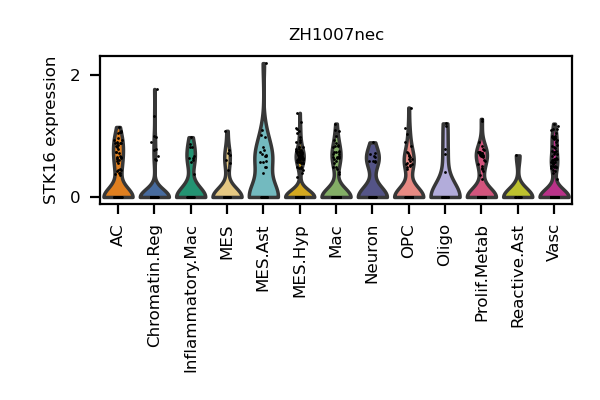 ZH1007nec
STK16 expression
2
0
AC
Chromatin.Reg
Inflammatory.Mac
MES
MES.Ast
MES.Hyp
Mac
Neuron
OPC
Oligo
Prolif.Metab
Reactive.Ast
Vasc